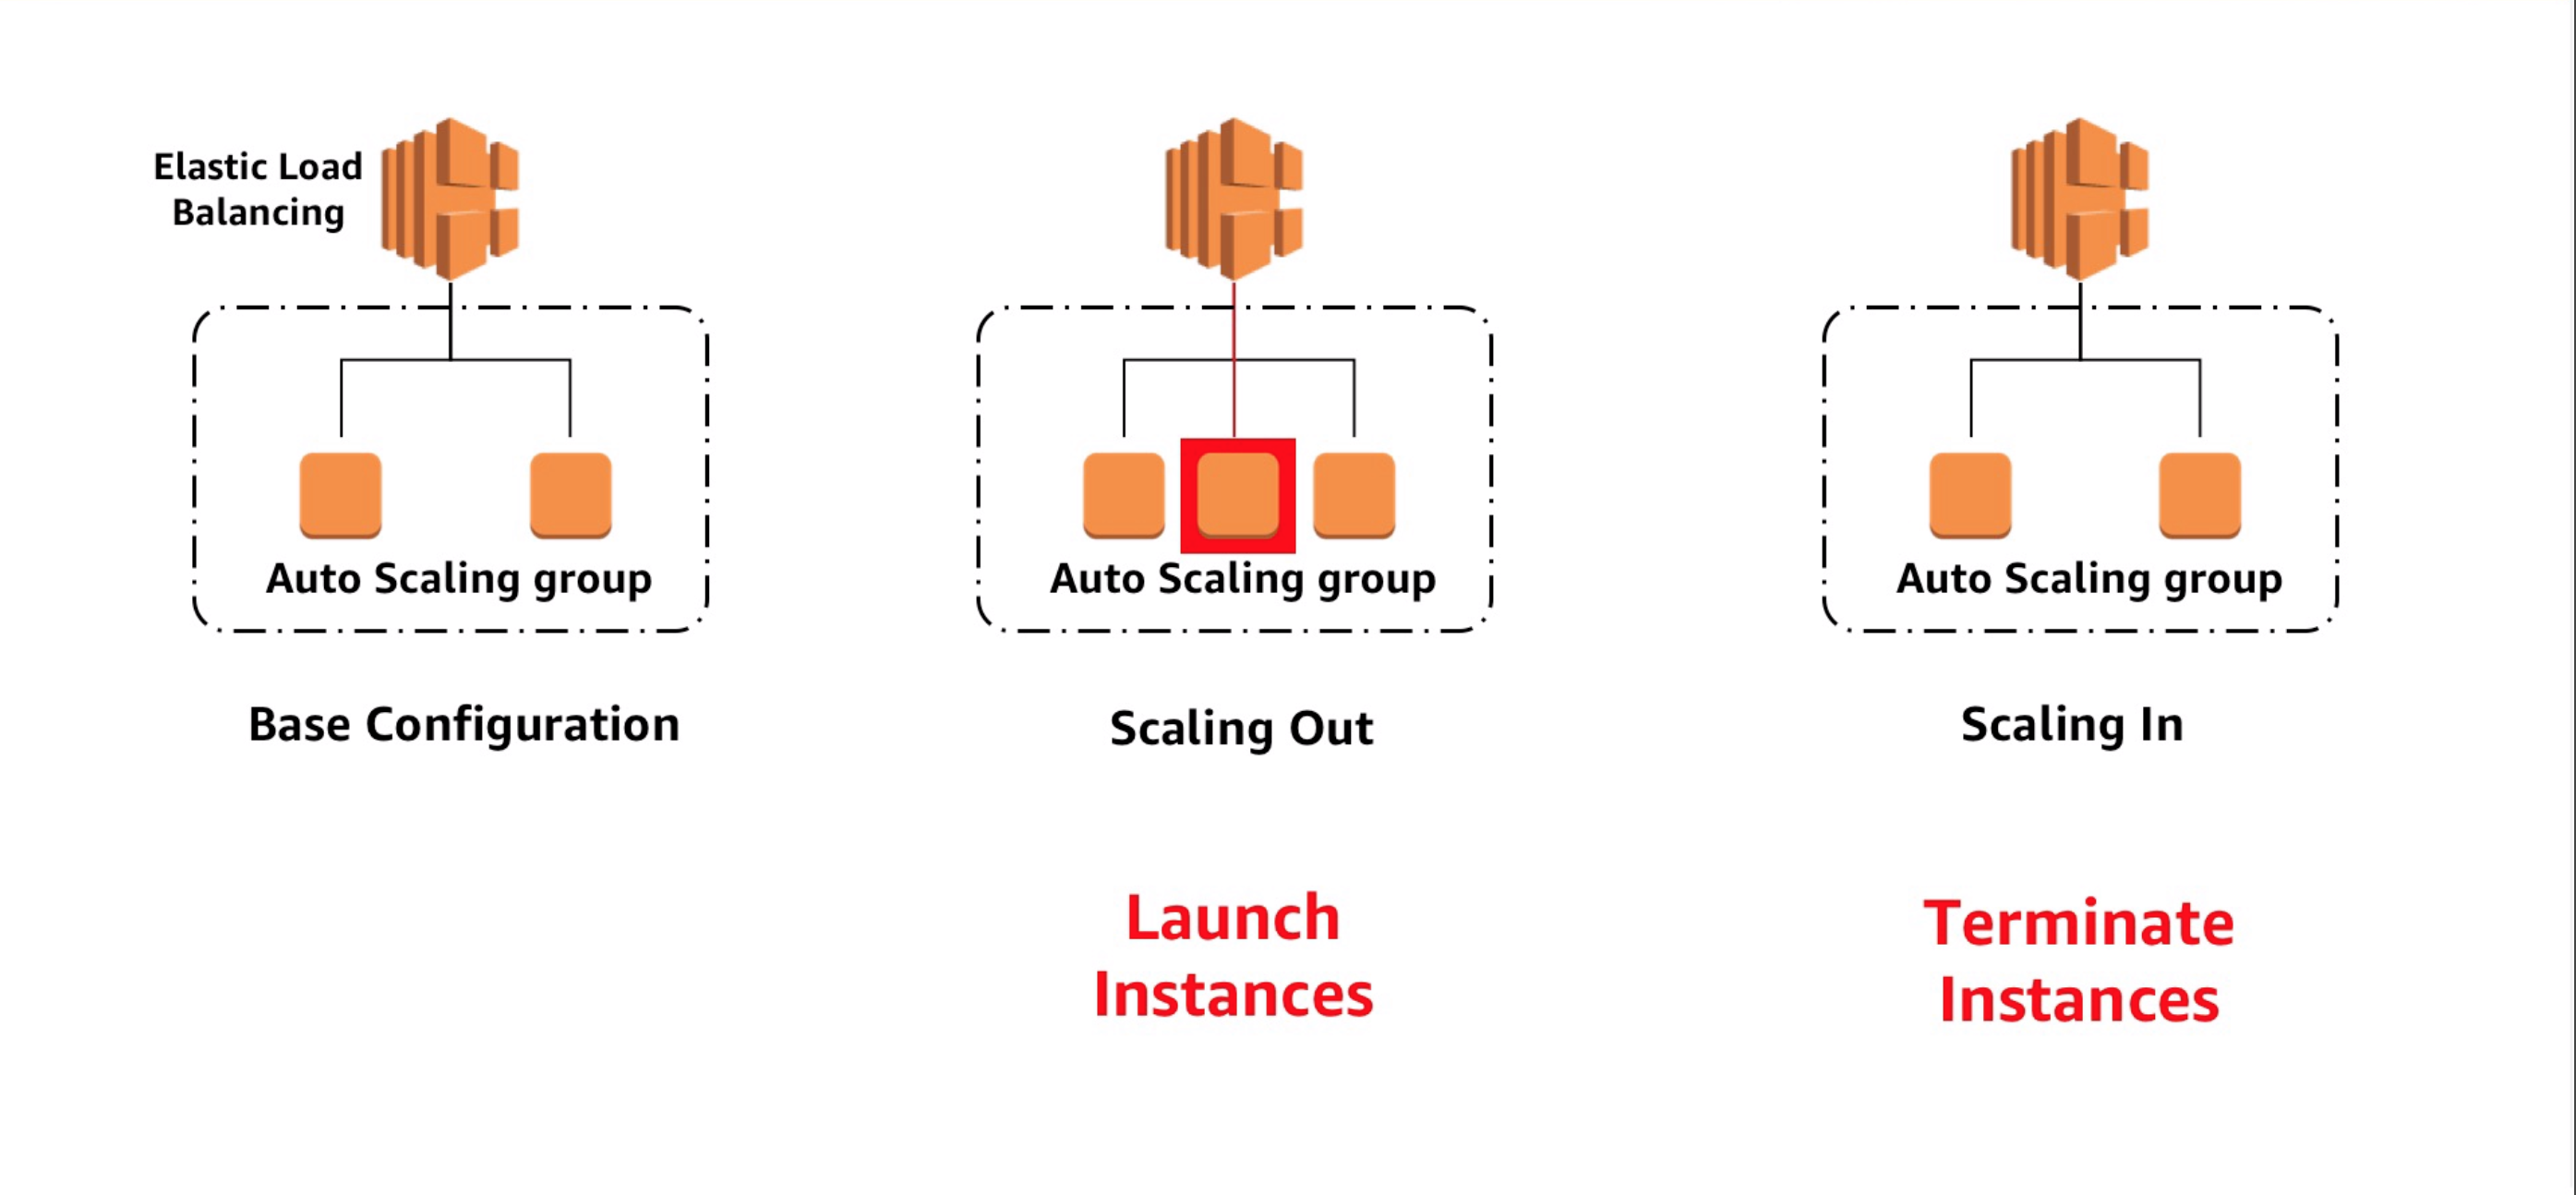 Elastic Load
Balancing
Auto Scaling group
Base Configuration
Auto Scaling group
Scaling Out
Launch
Instances
Auto Scaling group
Scaling In
Terminate
Instances